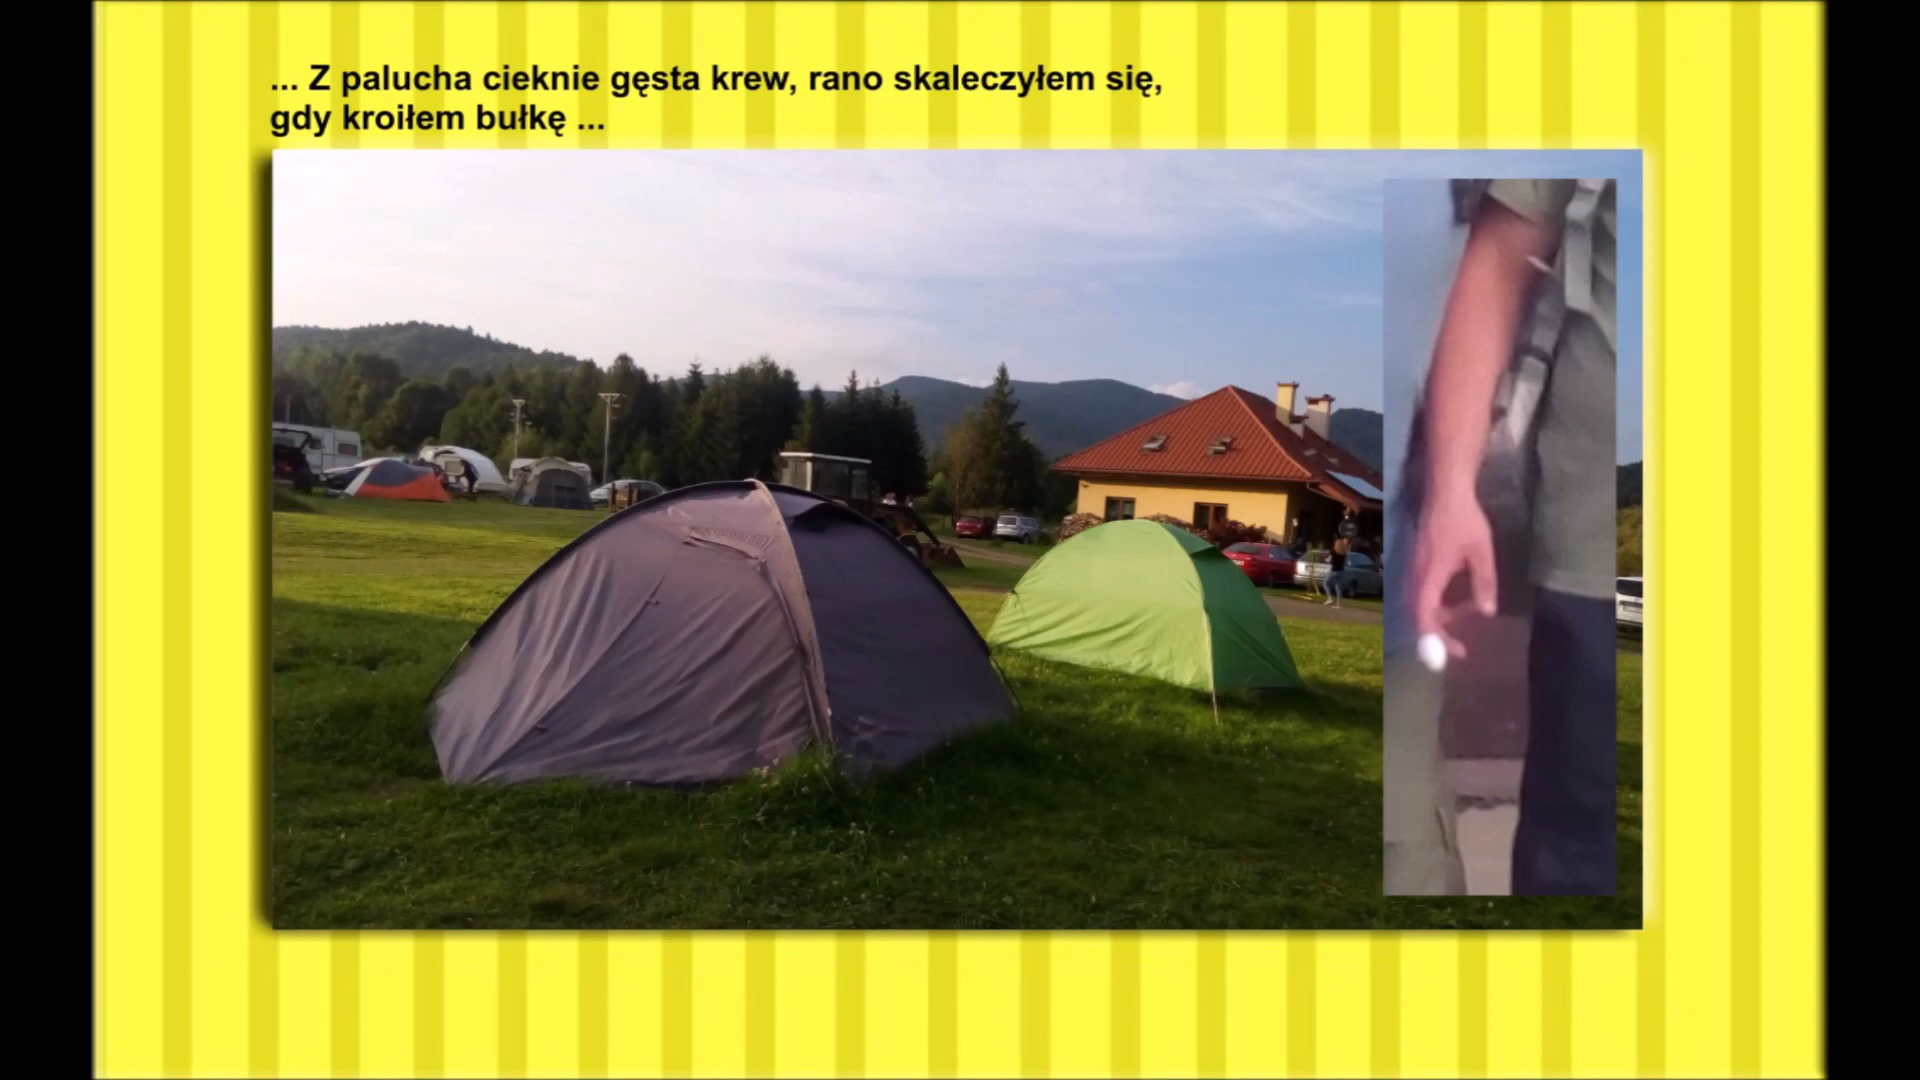 ... Z palucha cieknie gęsta krew, rano skaleczyłem się,
gdy kroiłem bułkę ...